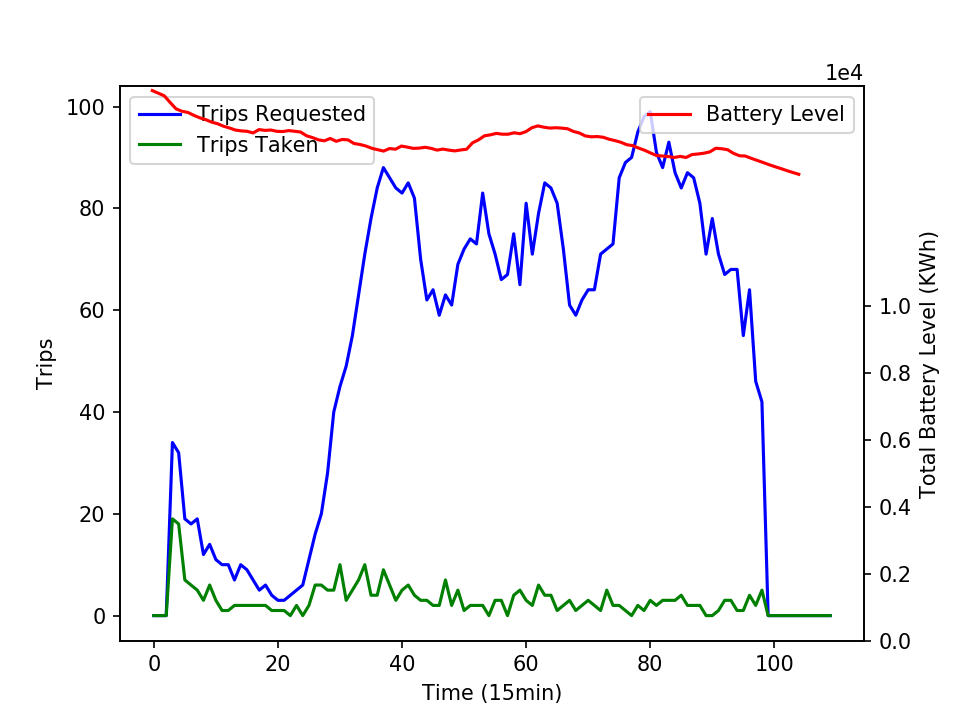 1e4
Trips Requested
Trips Taken
Battery Level
100
80
60
40
20
0
Trips
1.0
0.8
0.6
0.4
0.2
0.0
Total Battery Level (KWh)
0 20 40 60 80 100
Time (15min)